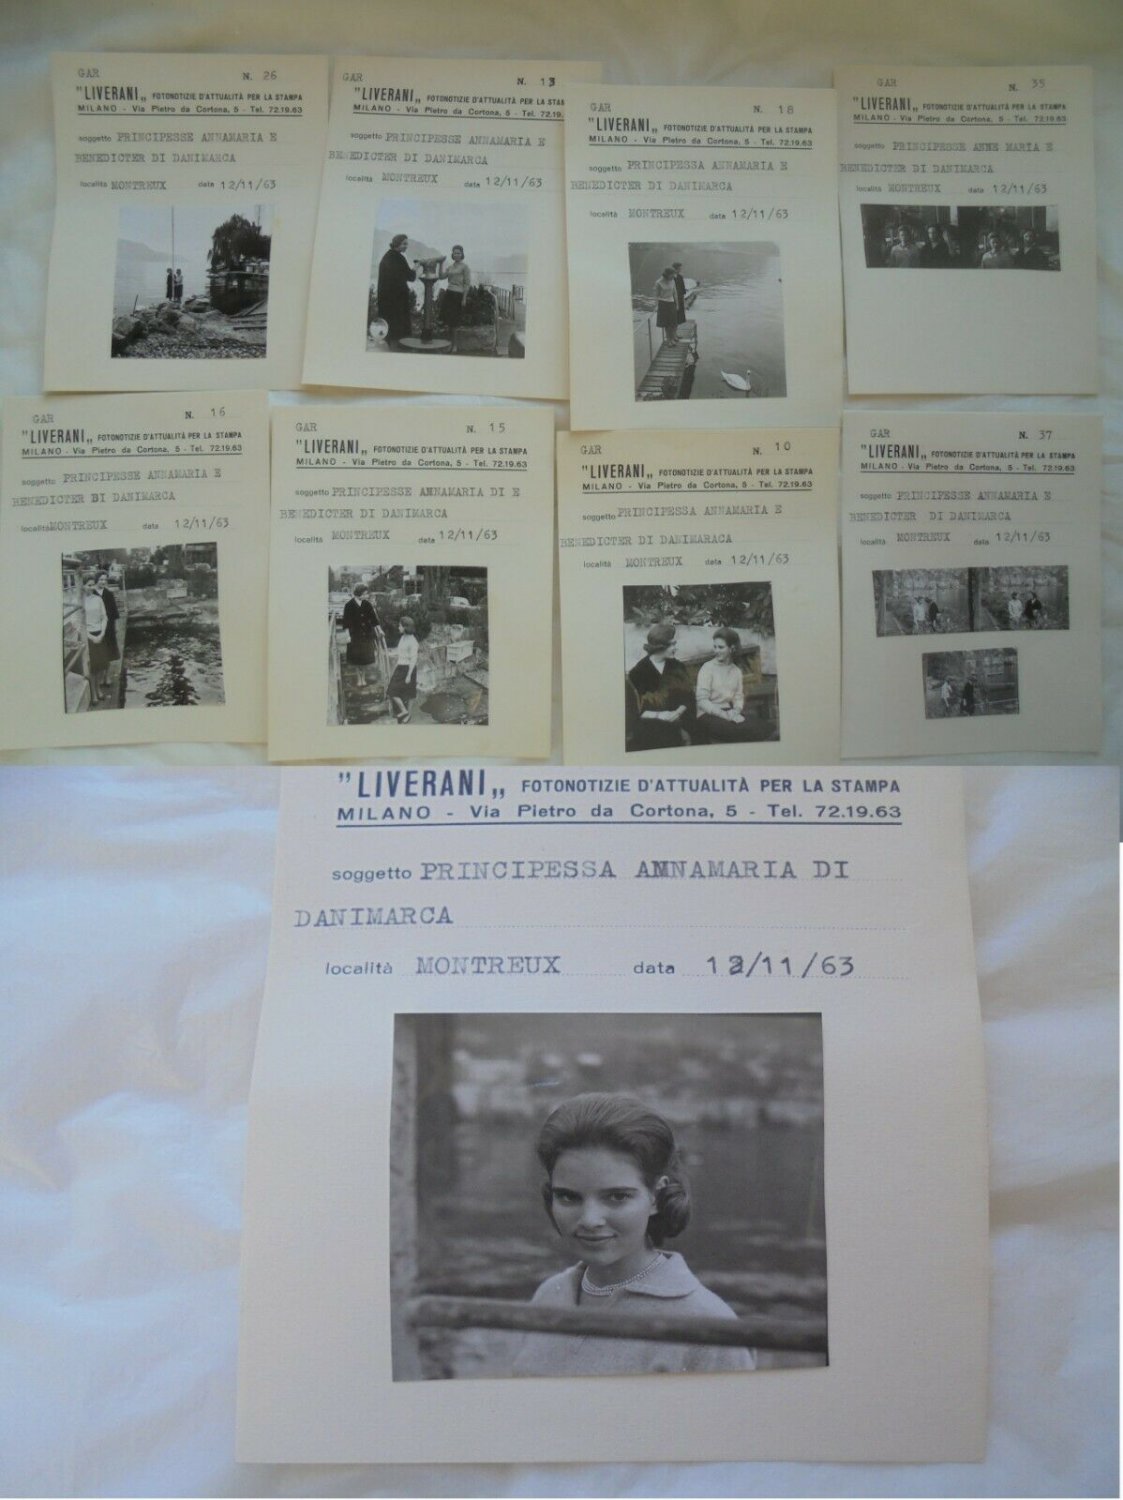 GAR N. 26
"LIVERANI„ FOTONOTIZIE D'ATTUALITÀ PER LA STAMPA
MILANO - Via Pietro da Cortona, 5 - Tel. 72.19.63
soggetto PRINCIPESSE ANNAMARIA E
BENEDICTER DI DANIMARCA
località MONTREUX data 12/11/63
GAR N. 13
"LIVERANI„ FOTONOTIZIE D'ATTUALITÀ PER LA STAM
MILANO - Via Pietro da Cortona, 5 - Tel. 72.19.
soggetto PRINCIPESSE ANNAMARIA E
BENEDICTER DI DANIMARCA
località MONTREUX data 12/11/63
GAR N. 18
"LIVERANI„ FOTONOTIZIE D'ATTUALITÀ PER LA STAMPA
MILANO - Via Pietro da Cortona, 5 - Tel. 72.19.63
soggetto PRINCIPESSA ANNAMARIA E
BENEDICTER DI DANIMARCA
località MONTREUX data 12/11/63
GAR N. 35
"LIVERANI„ FOTONOTIZIE D'ATTUALITÀ PER LA STAMPA
MILANO - Via Pietro da Cortona, 5 - Tel. 72.19.63
soggetto PRINCIPESSE ANNE MARIA E
BENEDICTER DI DANIMARCA
località MONTREUX data 12/11/63
GAR N. 16
"LIVERANI„ FOTONOTIZIE D'ATTUALITÀ PER LA STAMPA
MILANO - Via Pietro da Cortona, 5 - Tel. 72.19.63
soggetto PRINCIPESSE ANNAMARIA E
BENEDICTER DI DANIMARCA
località MONTREUX data 12/11/63
GAR N. 15
"LIVERANI„ FOTONOTIZIE D'ATTUALITÀ PER LA STAMPA
MILANO - Via Pietro da Cortona, 5 - Tel. 72.19.63
soggetto PRINCIPESSE ANNAMARIA DI E
BENEDICTER DI DANIMARCA
località MONTREUX data 12/11/63
GAR N. 10
"LIVERANI„ FOTONOTIZIE D'ATTUALITÀ PER LA STAMPA
MILANO - Via Pietro da Cortona, 5 - Tel. 72.19.63
soggetto PRINCIPESSA ANNAMARIA E
BENEDICTER DI DANIMARACA
località MONTREUX data 12/11/63
GAR N. 37
"LIVERANI„ FOTONOTIZIE D'ATTUALITÀ PER LA STAMPA
MILANO - Via Pietro da Cortona, 5 - Tel. 72.19.63
soggetto PRINCIPESSE ANNAMARIA E
BENEDICTER DI DANIMARCA
località MONTREUX data 12/11/63
"LIVERANI„ FOTONOTIZIE D'ATTUALITÀ PER LA STAMPA
MILANO - Via Pietro da Cortona, 5 - Tel. 72.19.63
soggetto PRINCIPESSA ANNAMARIA DI
DANIMARCA
località MONTREUX data 12/11/63